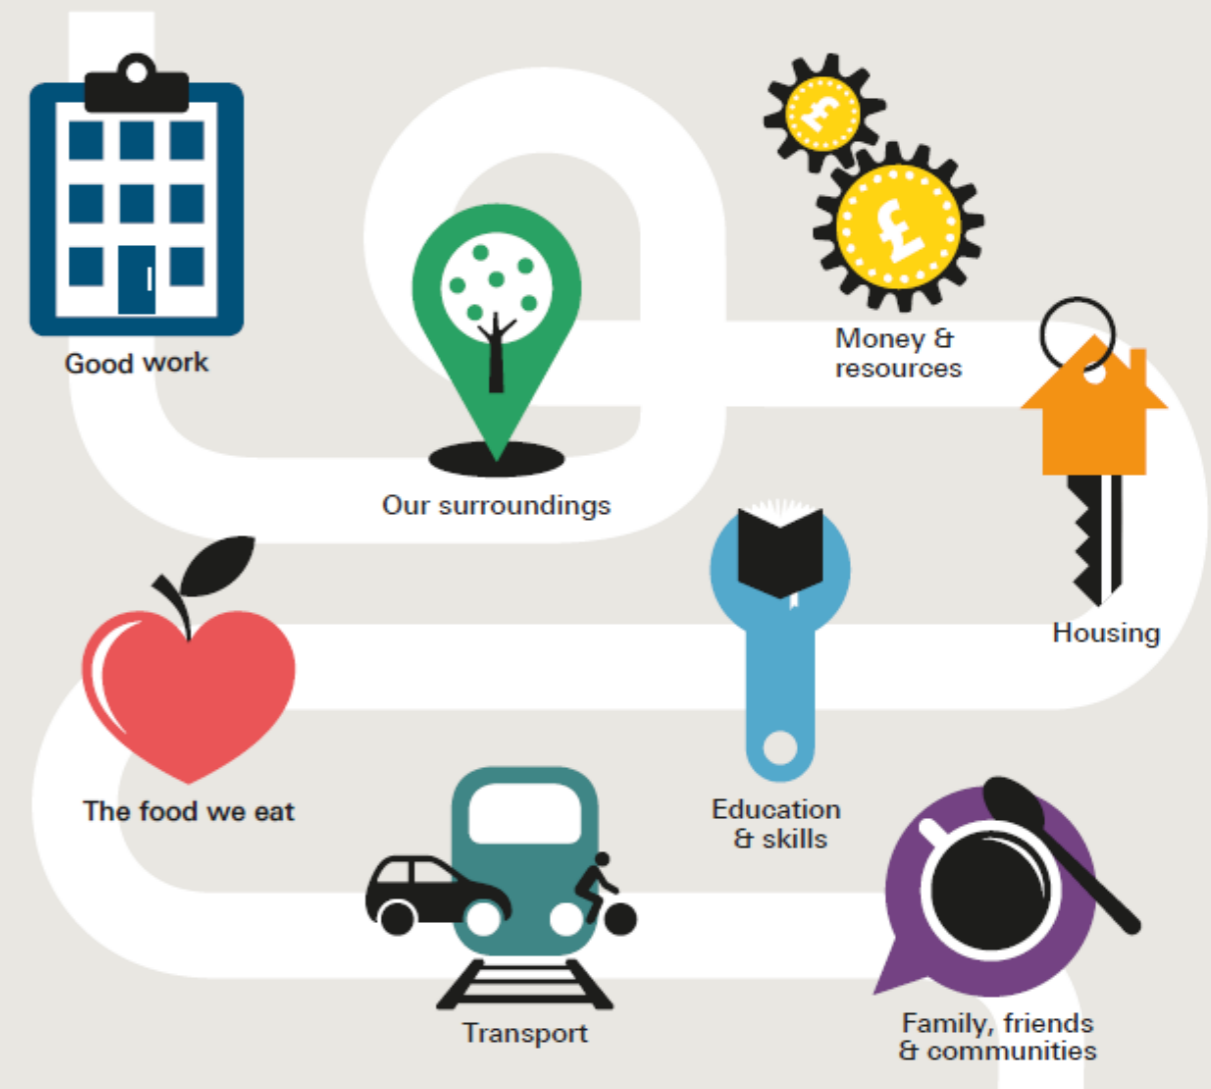 £
£
Good work
Money &
resources
Our surroundings
Housing
The food we eat
Education
& skills
Transport
Family, friends
& communities